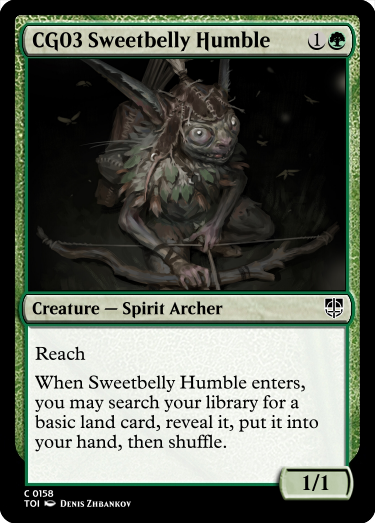 CG03 Sweetbelly Humble 1
Creature — Spirit Archer
Reach
When Sweetbelly Humble enters,
you may search your library for a
basic land card, reveal it, put it into
your hand, then shuffle.
1/1
C 0158
TOI Denis Zhbankov